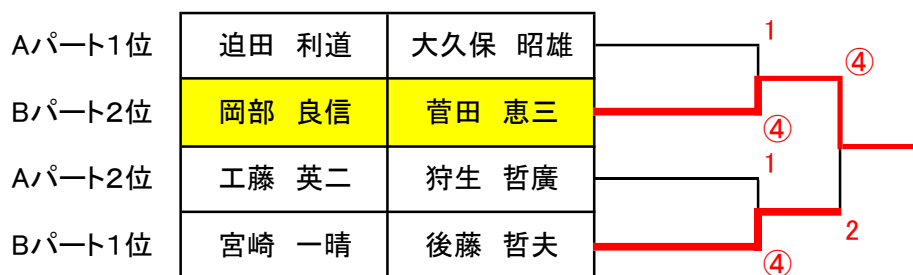 Aパート1位 迫田 利道 大久保 昭雄 1
④
Bパート2位 岡部 良信 菅田 恵三 ④
Aパート2位 工藤 英二 狩生 哲廣 1
2
Bパート1位 宮崎 一晴 後藤 哲夫 ④